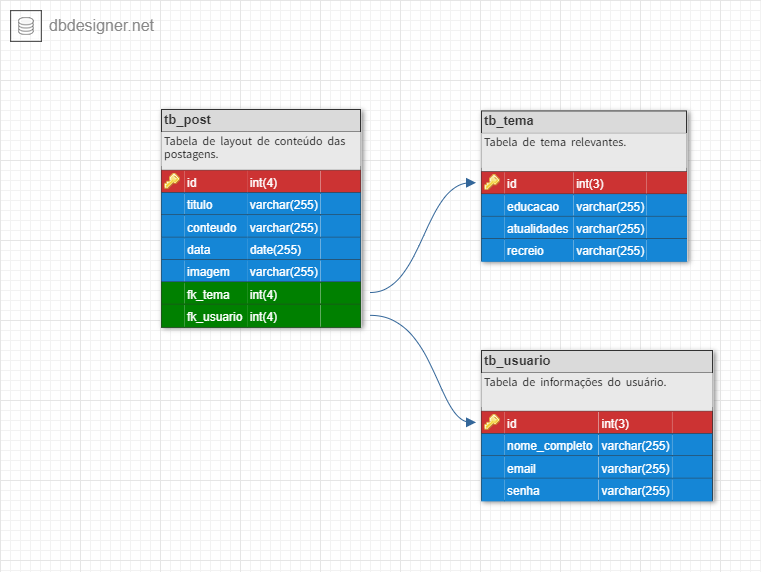 dbdesigner.net
tb_post
Tabela de layout de conteúdo das
postagens.
id int(4)
titulo varchar(255)
conteudo varchar(255)
data date(255)
imagem varchar(255)
fk_tema int(4)
fk_usuario int(4)
tb_tema
Tabela de tema relevantes.
id int(3)
educacao varchar(255)
atualidades varchar(255)
recreio varchar(255)
tb_usuario
Tabela de informações do usuário.
id int(3)
nome_completo varchar(255)
email varchar(255)
senha varchar(255)